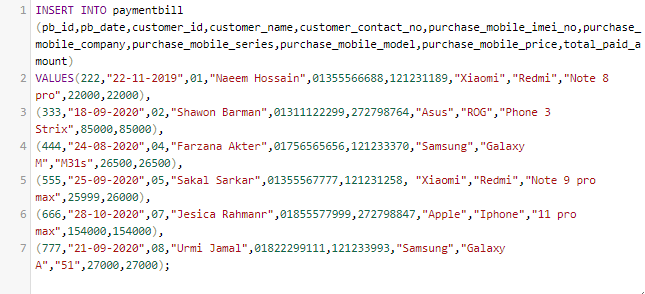 1 INSERT INTO paymentbill
(pb_id,pb_date,customer_id,customer_name,customer_contact_no,purchase_mobile_imei_no,purchase_
mobile_company,purchase_mobile_series,purchase_mobile_model,purchase_mobile_price,total_paid_a
mount)
2 VALUES(222,"22-11-2019",01,"Naeem Hossain",01355566688,121231189,"Xiaomi","Redmi","Note 8
pro",22000,22000),
3 (333,"18-09-2020",02,"Shawon Barman",01311122299,272798764,"Asus","ROG","Phone 3
Strix",85000,85000),
4 (444,"24-08-2020",04,"Farzana Akter",01756565656,121233370,"Samsung","Galaxy
M","M31s",26500,26500),
5 (555,"25-09-2020",05,"Sakal Sarkar",01355567777,121231258, "Xiaomi","Redmi","Note 9 pro
max",25999,26000),
6 (666,"28-10-2020",07,"Jesica Rahmanr",01855577999,272798847,"Apple","Iphone","11 pro
max",154000,154000),
7 (777,"21-09-2020",08,"Urmi Jamal",01822299111,121233993,"Samsung","Galaxy
A","51",27000,27000);